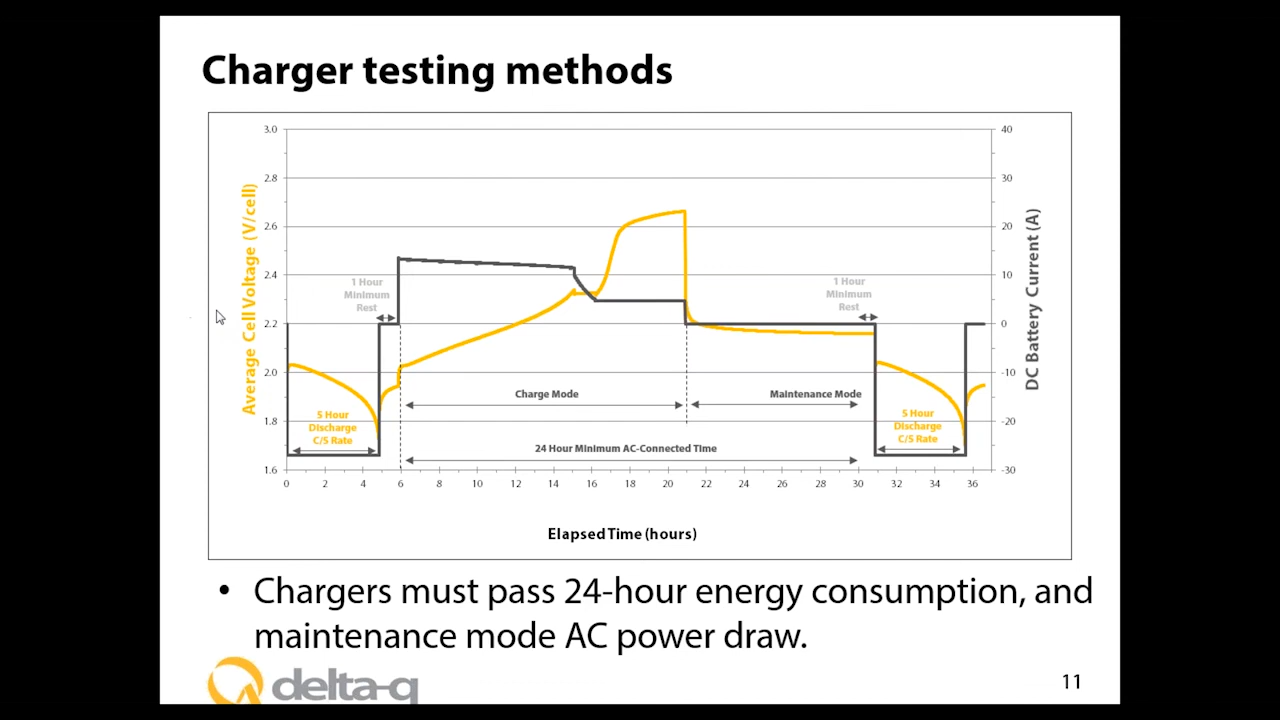 Charger testing methods
3.0
2.8
2.6
2.4
2.2
2.0
1.8
1.6
Average Cell Voltage (V/cell)
40
30
20
10
0
-10
-20
-30
DC Battery Current (A)
1 Hour
Minimum
Rest
1 Hour
Minimum
Rest
Charge Mode
Maintenance Mode
5 Hour
Discharge
C/5 Rate
5 Hour
Discharge
C/5 Rate
24 Hour Minimum AC-Connected Time
0 2 4 6 8 10 12 14 16 18 20 22 24 26 28 30 32 34 36
Elapsed Time (hours)
• Chargers must pass 24-hour energy consumption, and
maintenance mode AC power draw.
delta-q
11